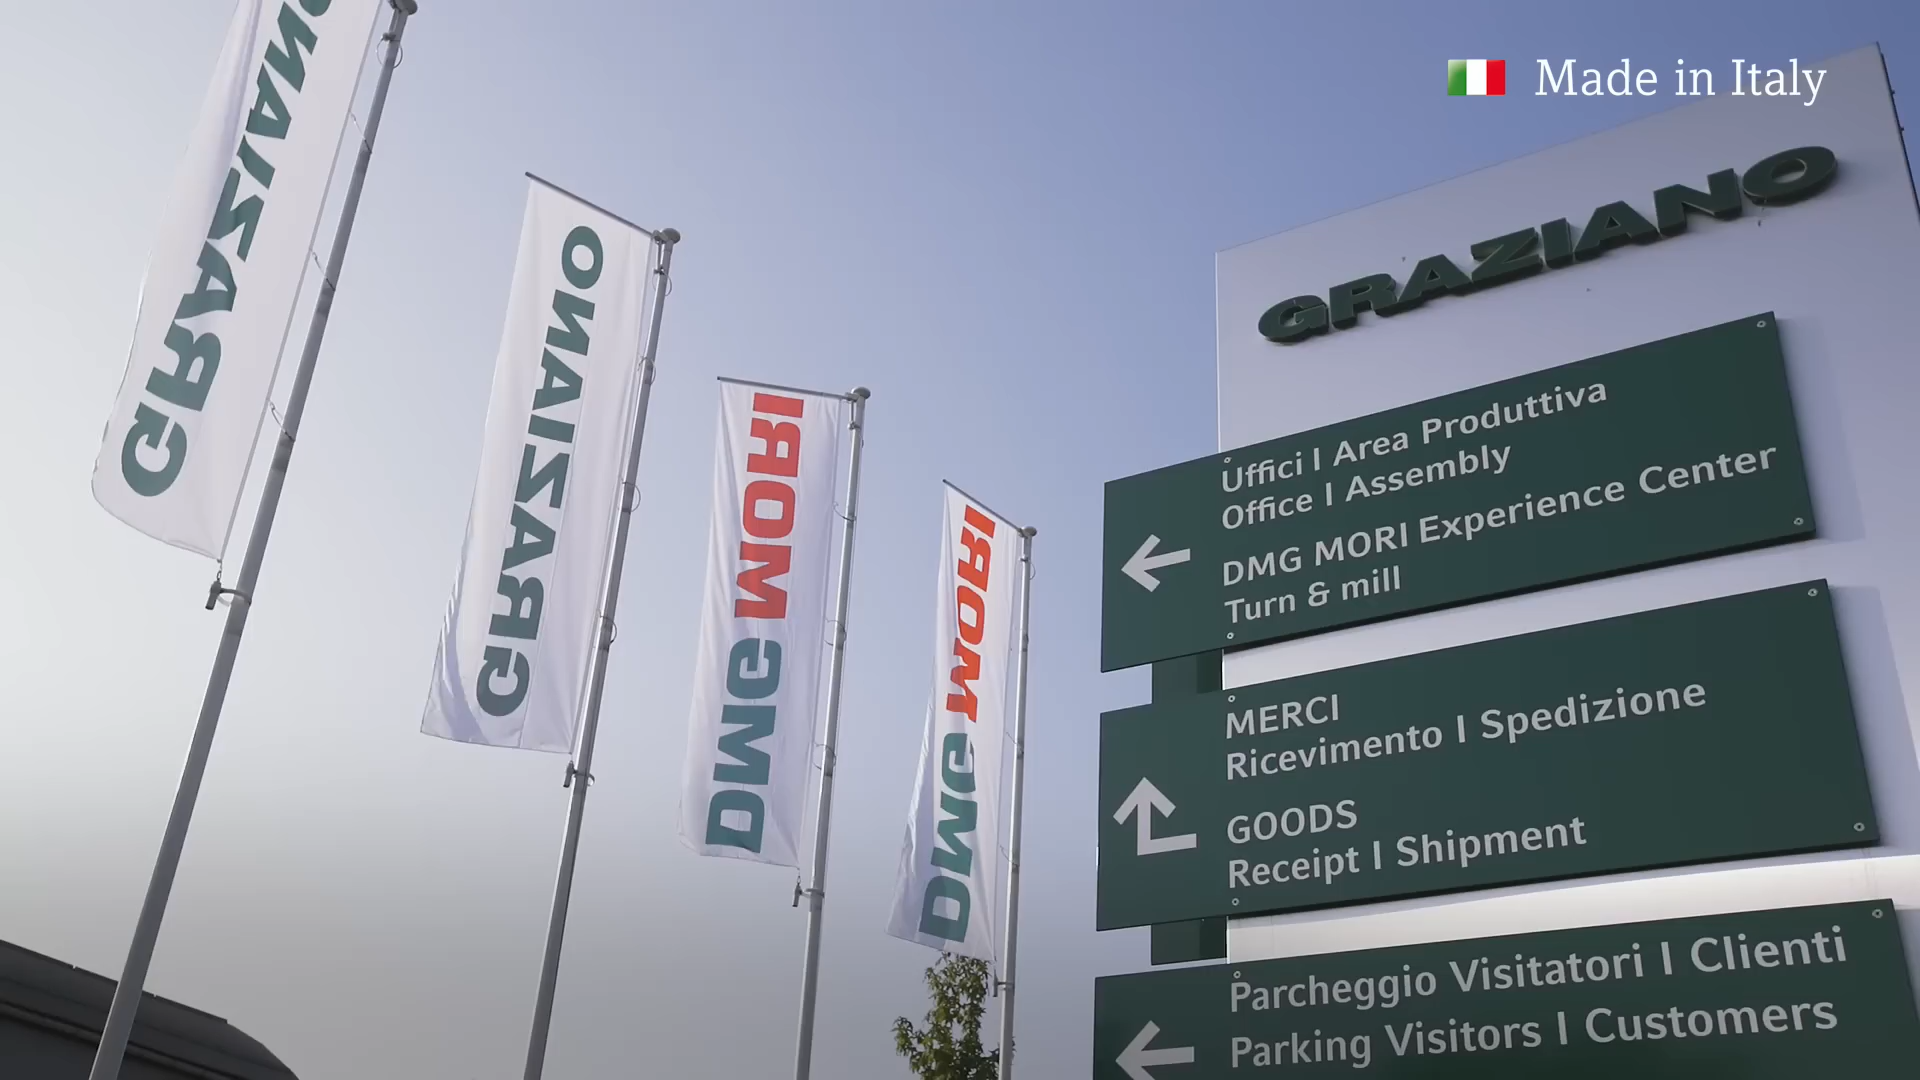 Made in Italy
GRAZIANO
GRAZIANO
DMG MORI
DMG MORI
GRAZIANO
Uffici | Area Produttiva
Office | Assembly
DMG MORI Experience Center
Turn & mill
MERCI
Ricevimento | Spedizione
GOODS
Receipt | Shipment
Parcheggio Visitatori | Clienti
Parking Visitors | Customers